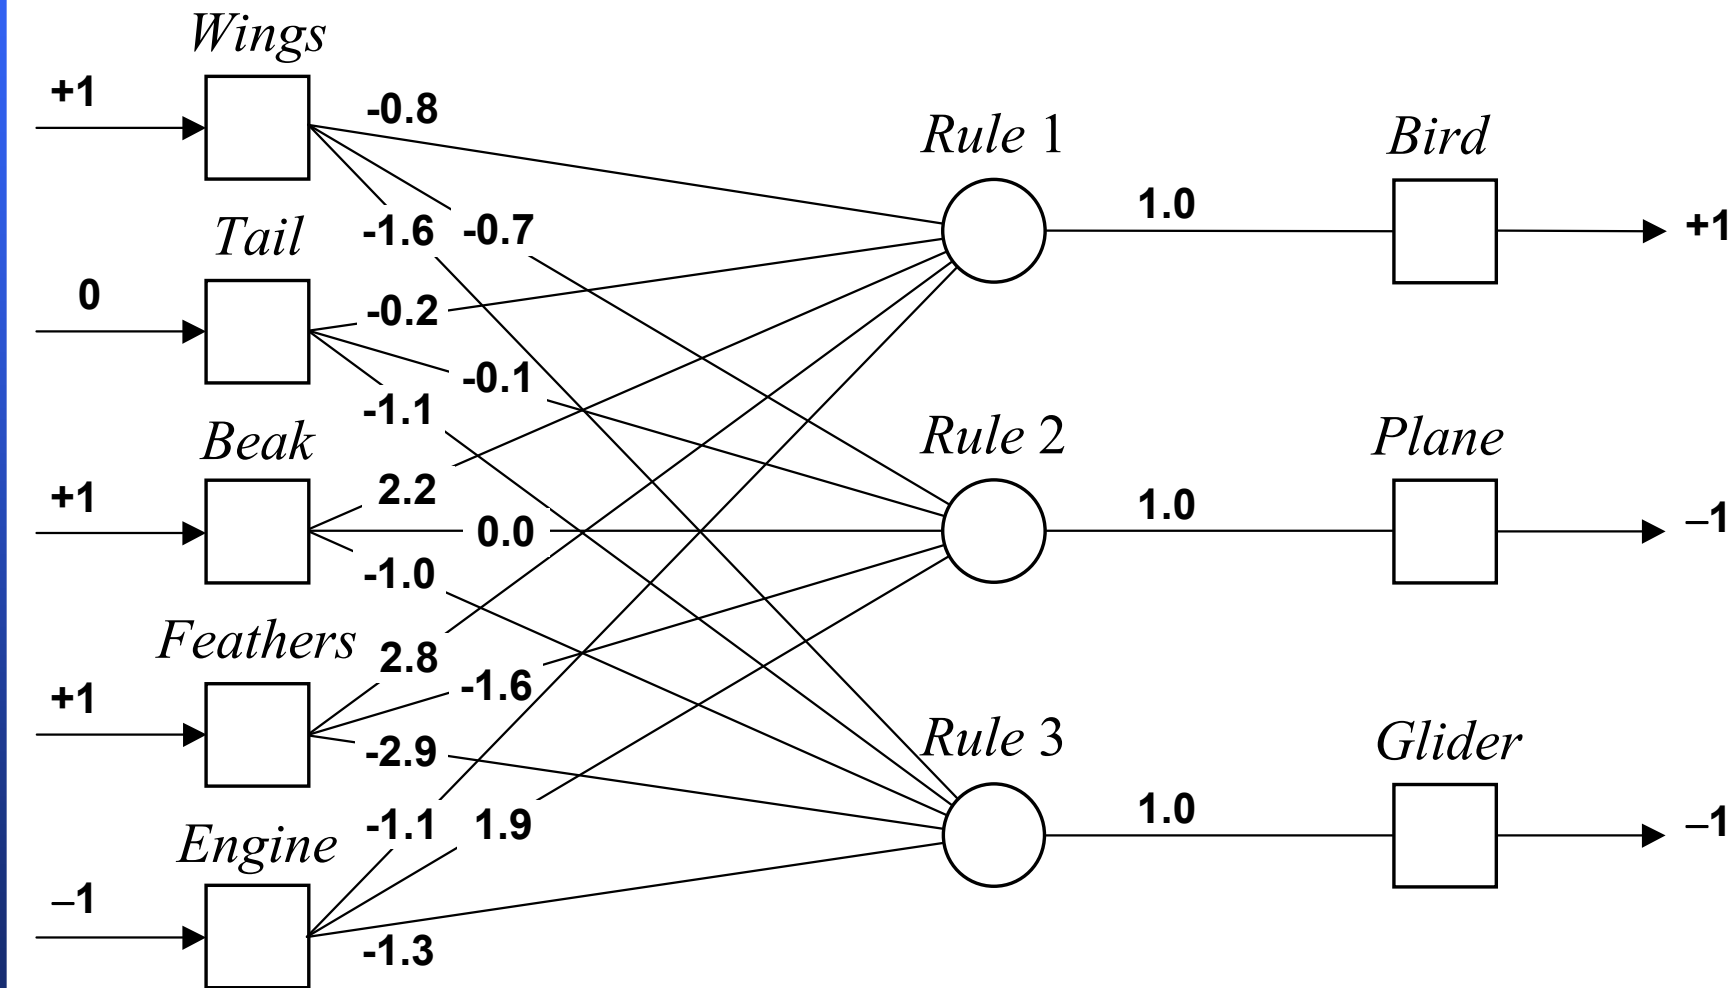 Wings
+1
-0.8
Rule 1
Bird
1.0
+1
-1.6
-0.7
Tail
0
-0.2
-0.1
-1.1
Beak
+1
2.2
0.0
-1.0
Rule 2
Plane
1.0
–1
Feathers
+1
2.8
-1.6
-2.9
Rule 3
Glider
1.0
–1
Engine
–1
-1.1
1.9
-1.3